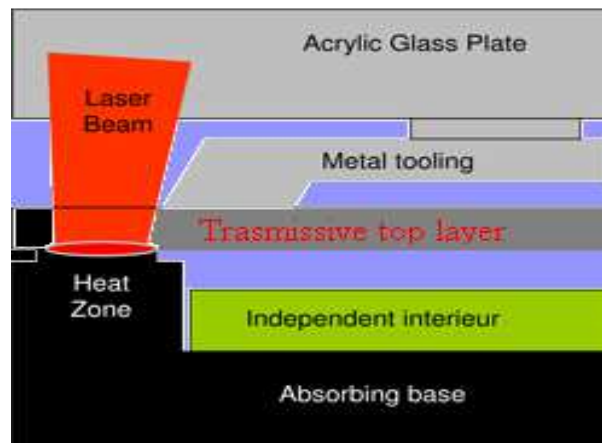 Acrylic Glass Plate
Laser
Beam
Metal tooling
Trasmissive top layer
Heat
Zone
Independent interieur
Absorbing base